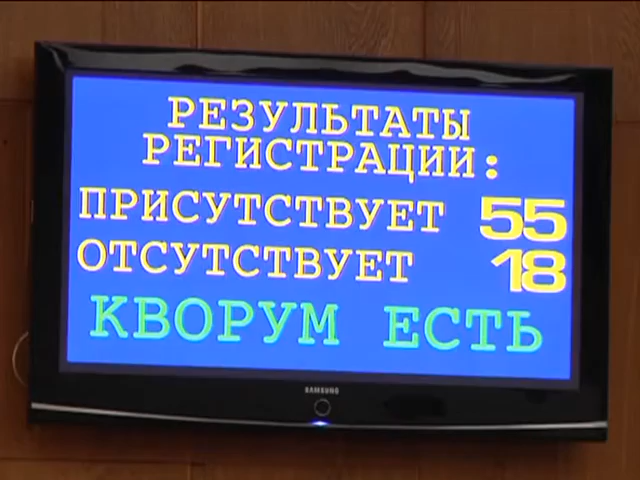 РЕЗУЛЬТАТЫ
РЕГИСТРАЦИИ:
ПРИСУТСТВУЕТ 55
ОТСУТСТВУЕТ 18
КВОРУМ ЕСТЬ
SAMSUNG